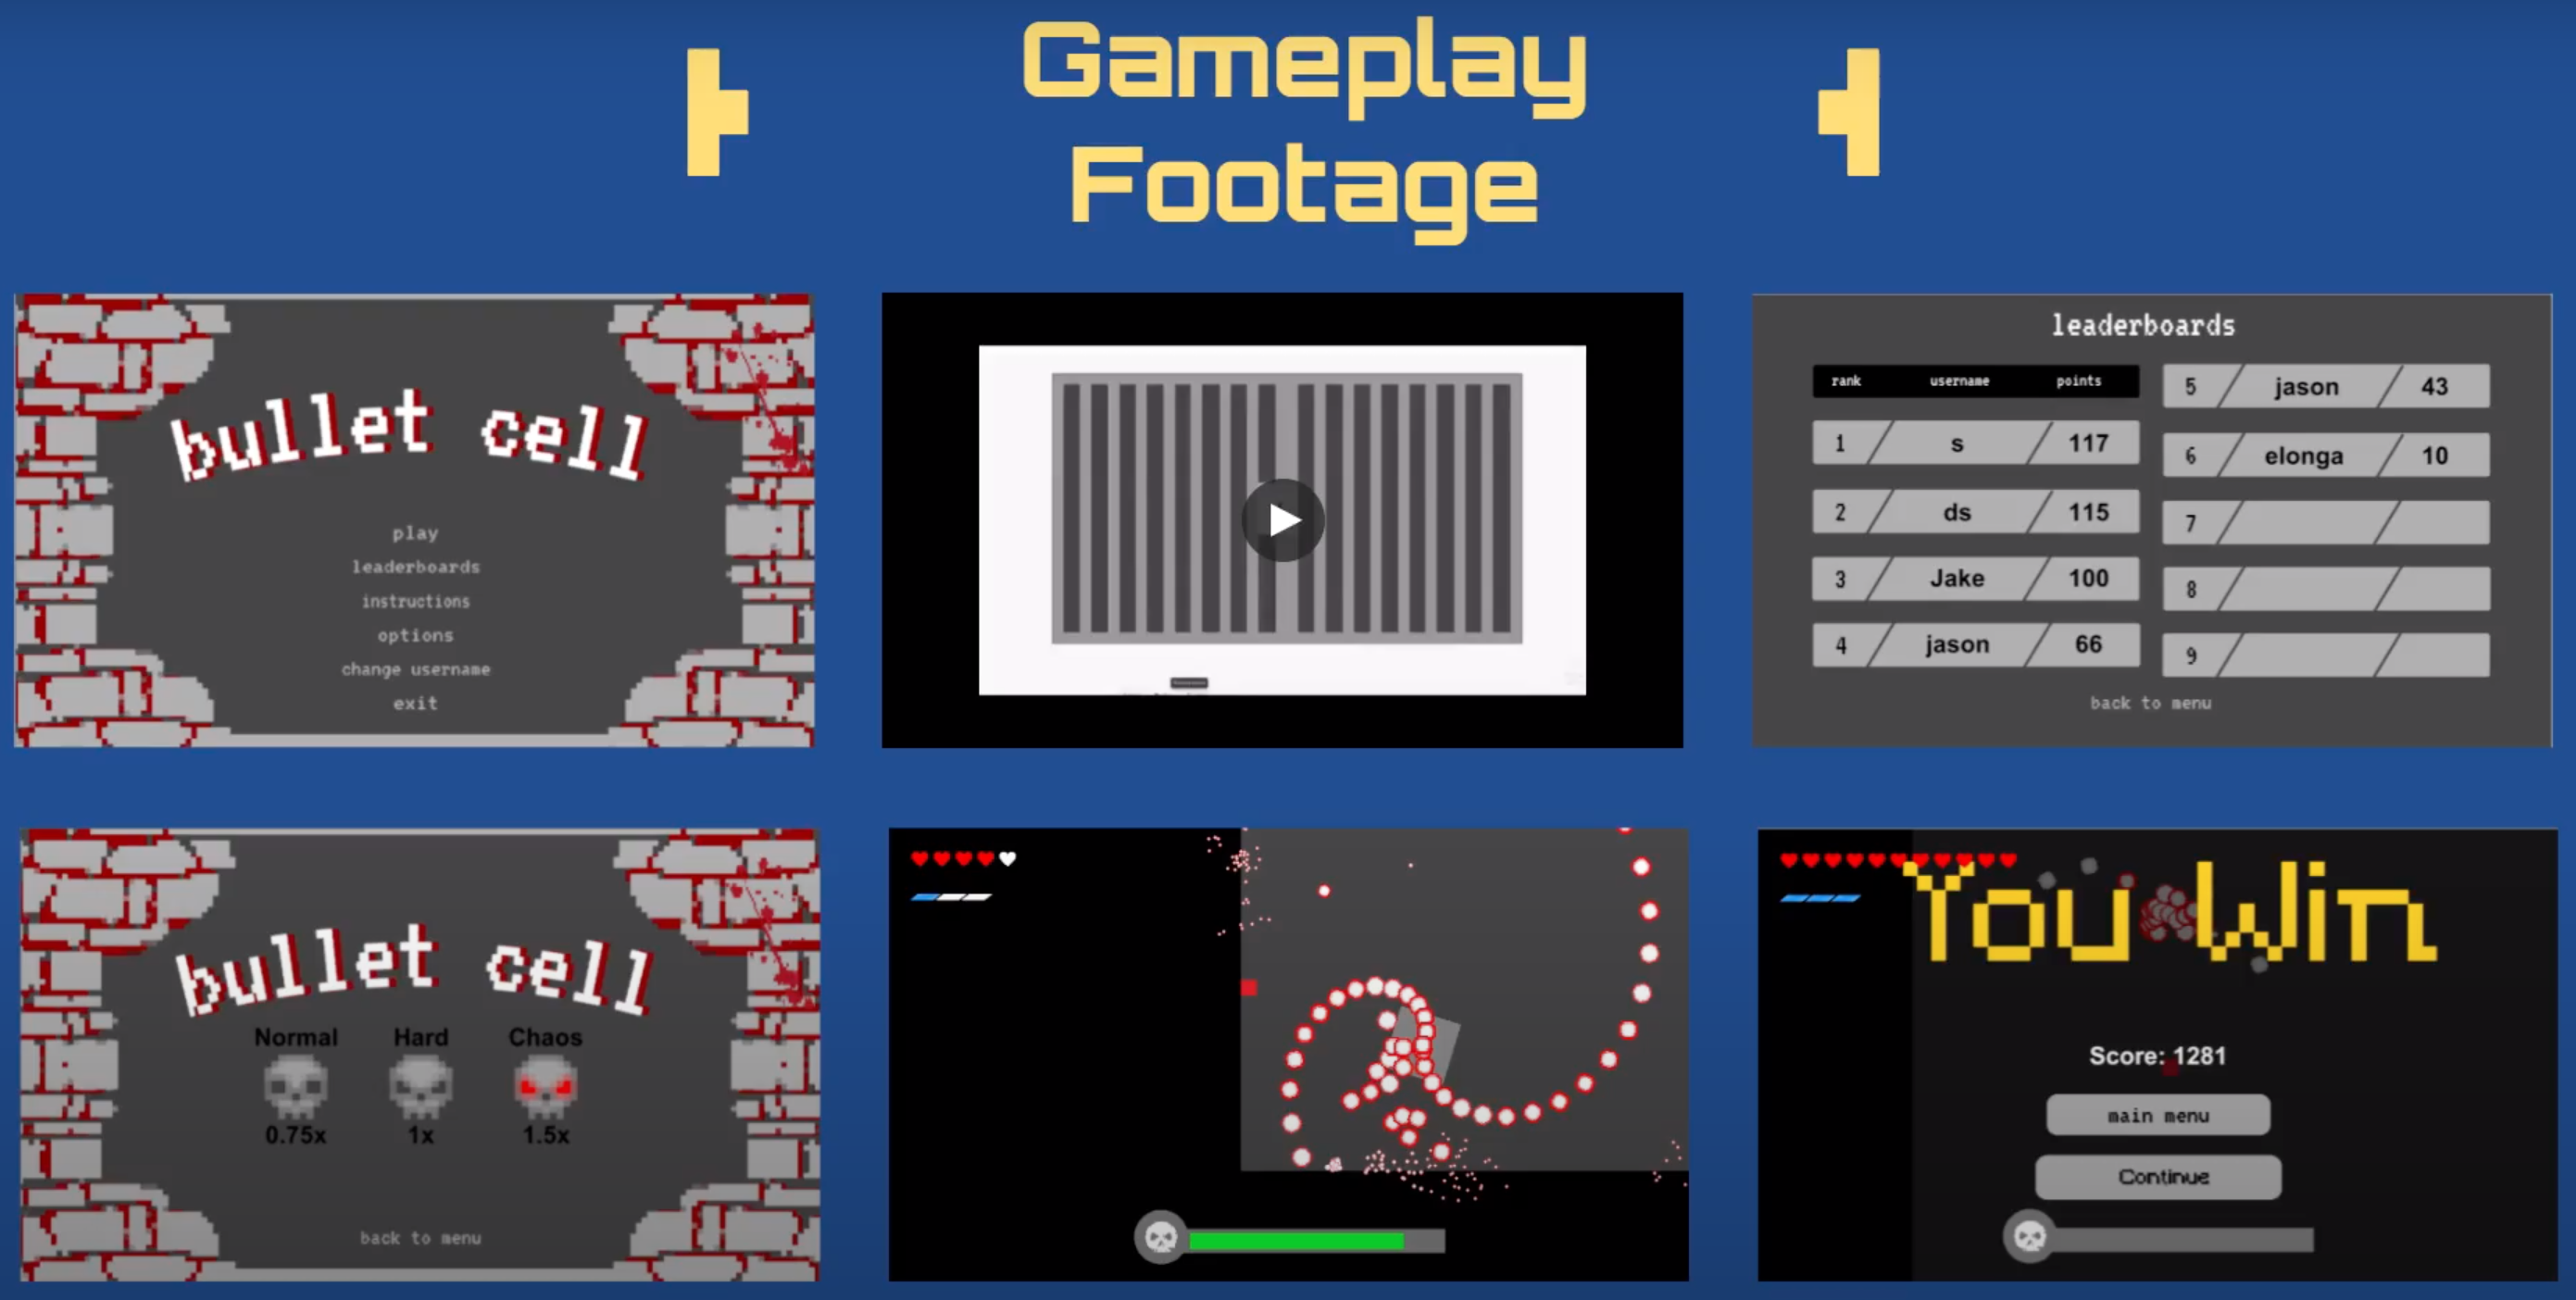 Gameplay
Footage
bullet cell
play
leaderboards
instructions
options
change username
exit
leaderboards
rank username points
1 s 117
2 ds 115
3 Jake 100
4 jason 66
5 jason 43
6 elonga 10
7
8
9
back to menu
bullet cell
Normal Hard Chaos
0.75x 1x 1.5x
back to menu
You Win
Score: 1281
main menu
Continue